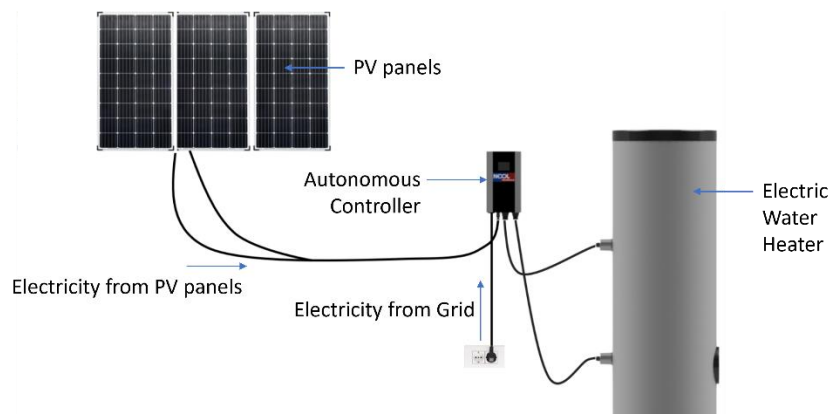 PV panels
Autonomous
Controller
Electric
Water
Heater
Electricity from PV panels
Electricity from Grid